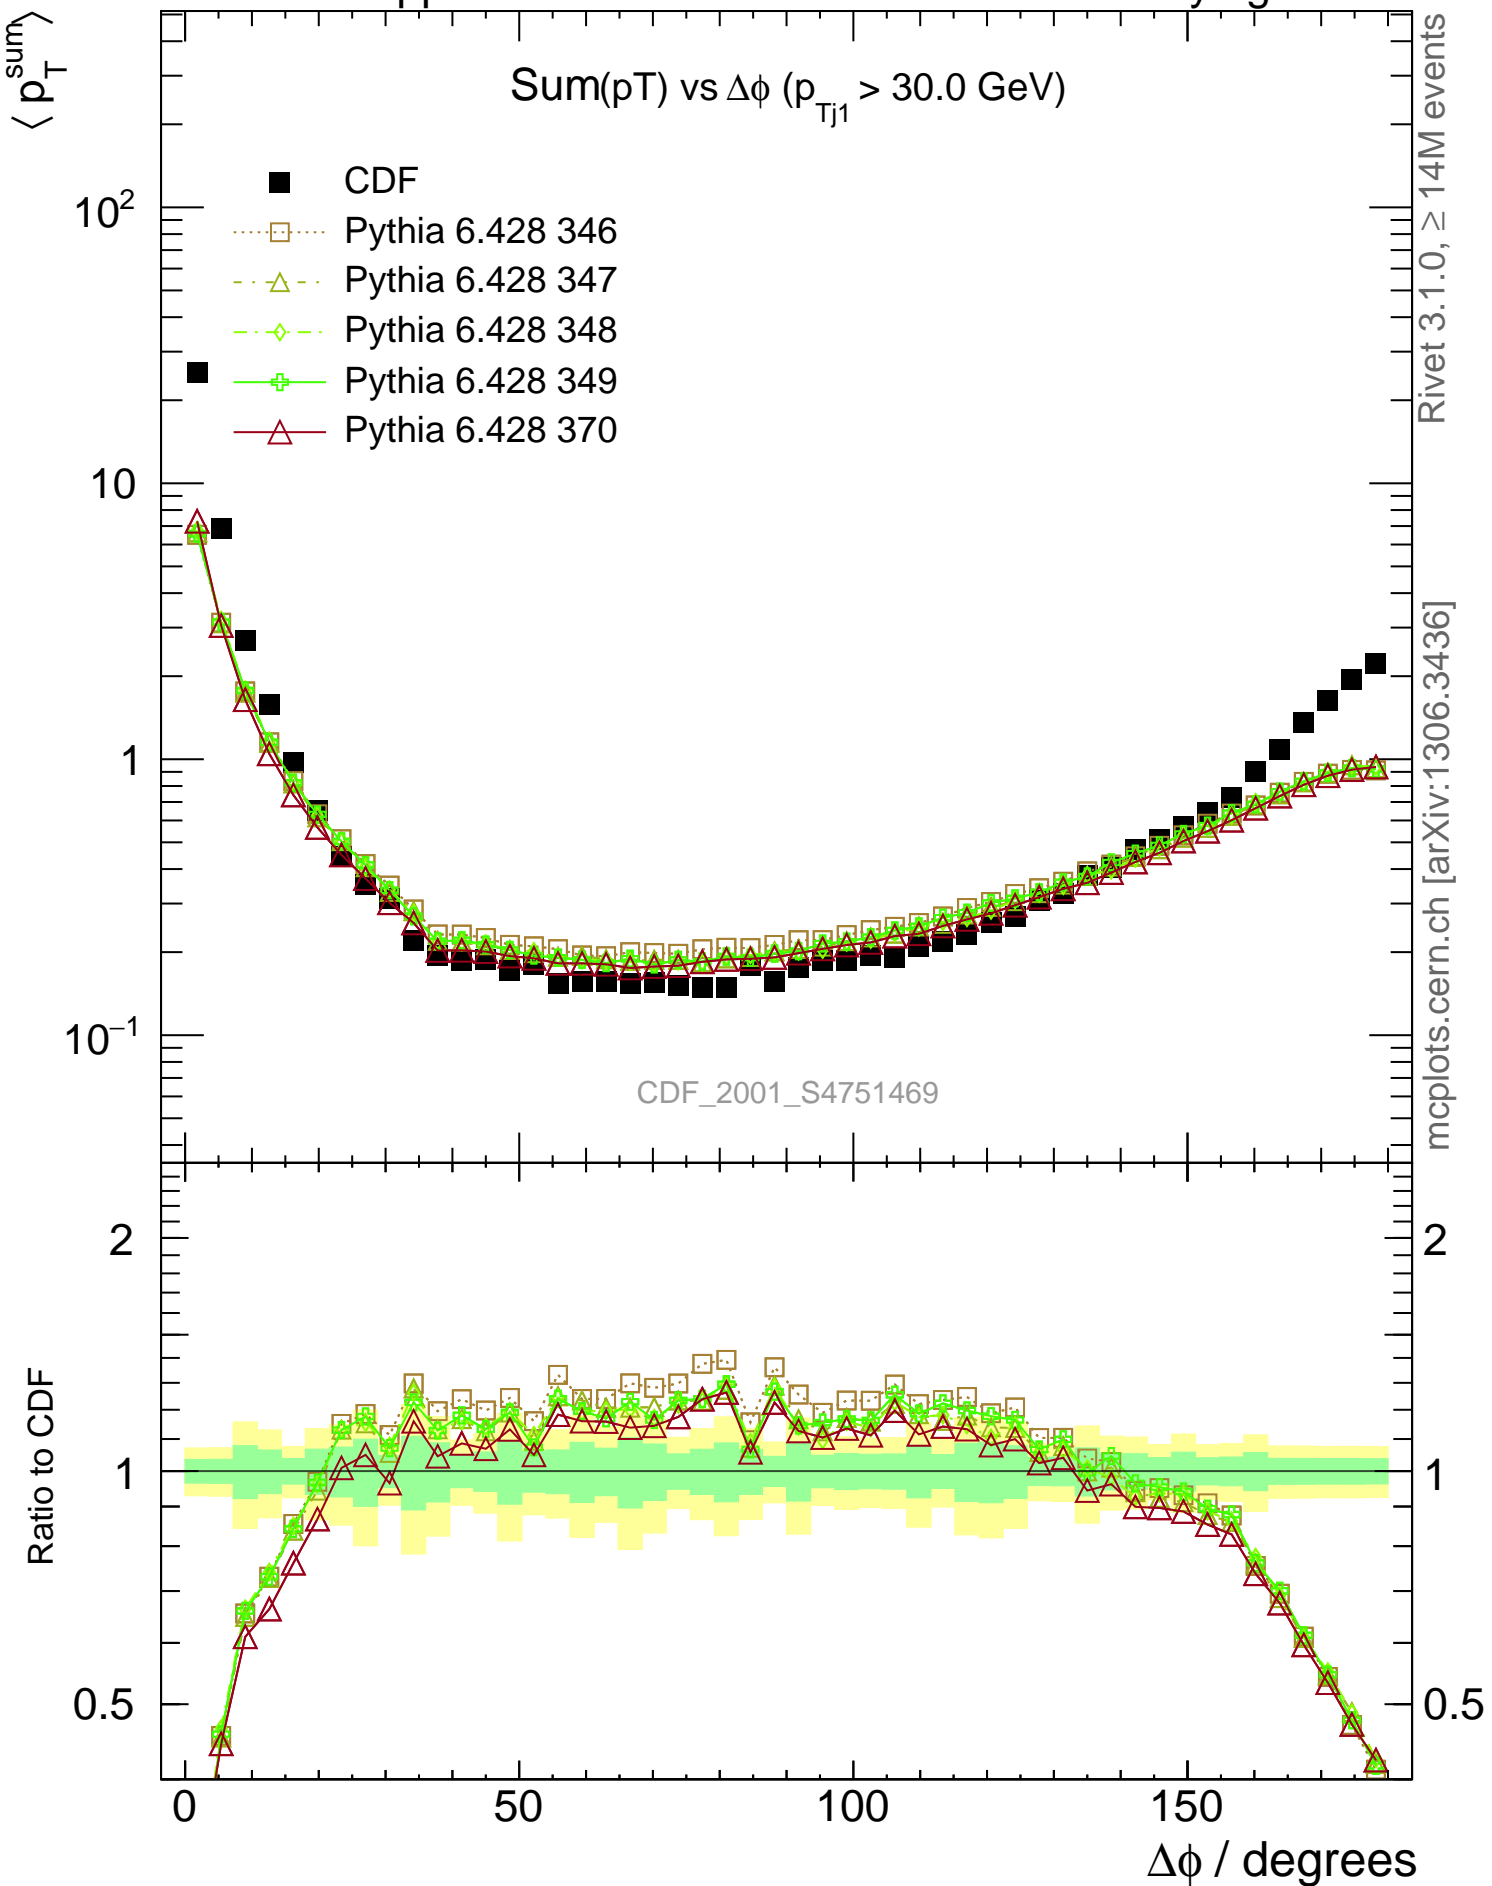 ⟨ p_T^sum ⟩
Sum(pT) vs Δϕ (p_Tj1 > 30.0 GeV)
CDF
Pythia 6.428 346
Pythia 6.428 347
Pythia 6.428 348
Pythia 6.428 349
Pythia 6.428 370
10²
10
1
10⁻¹
CDF_2001_S4751469
Rivet 3.1.0, ≥ 14M events
mcplots.cern.ch [arXiv:1306.3436]
Ratio to CDF
2
1
0.5
2
1
0.5
0
50
100
150
Δϕ / degrees